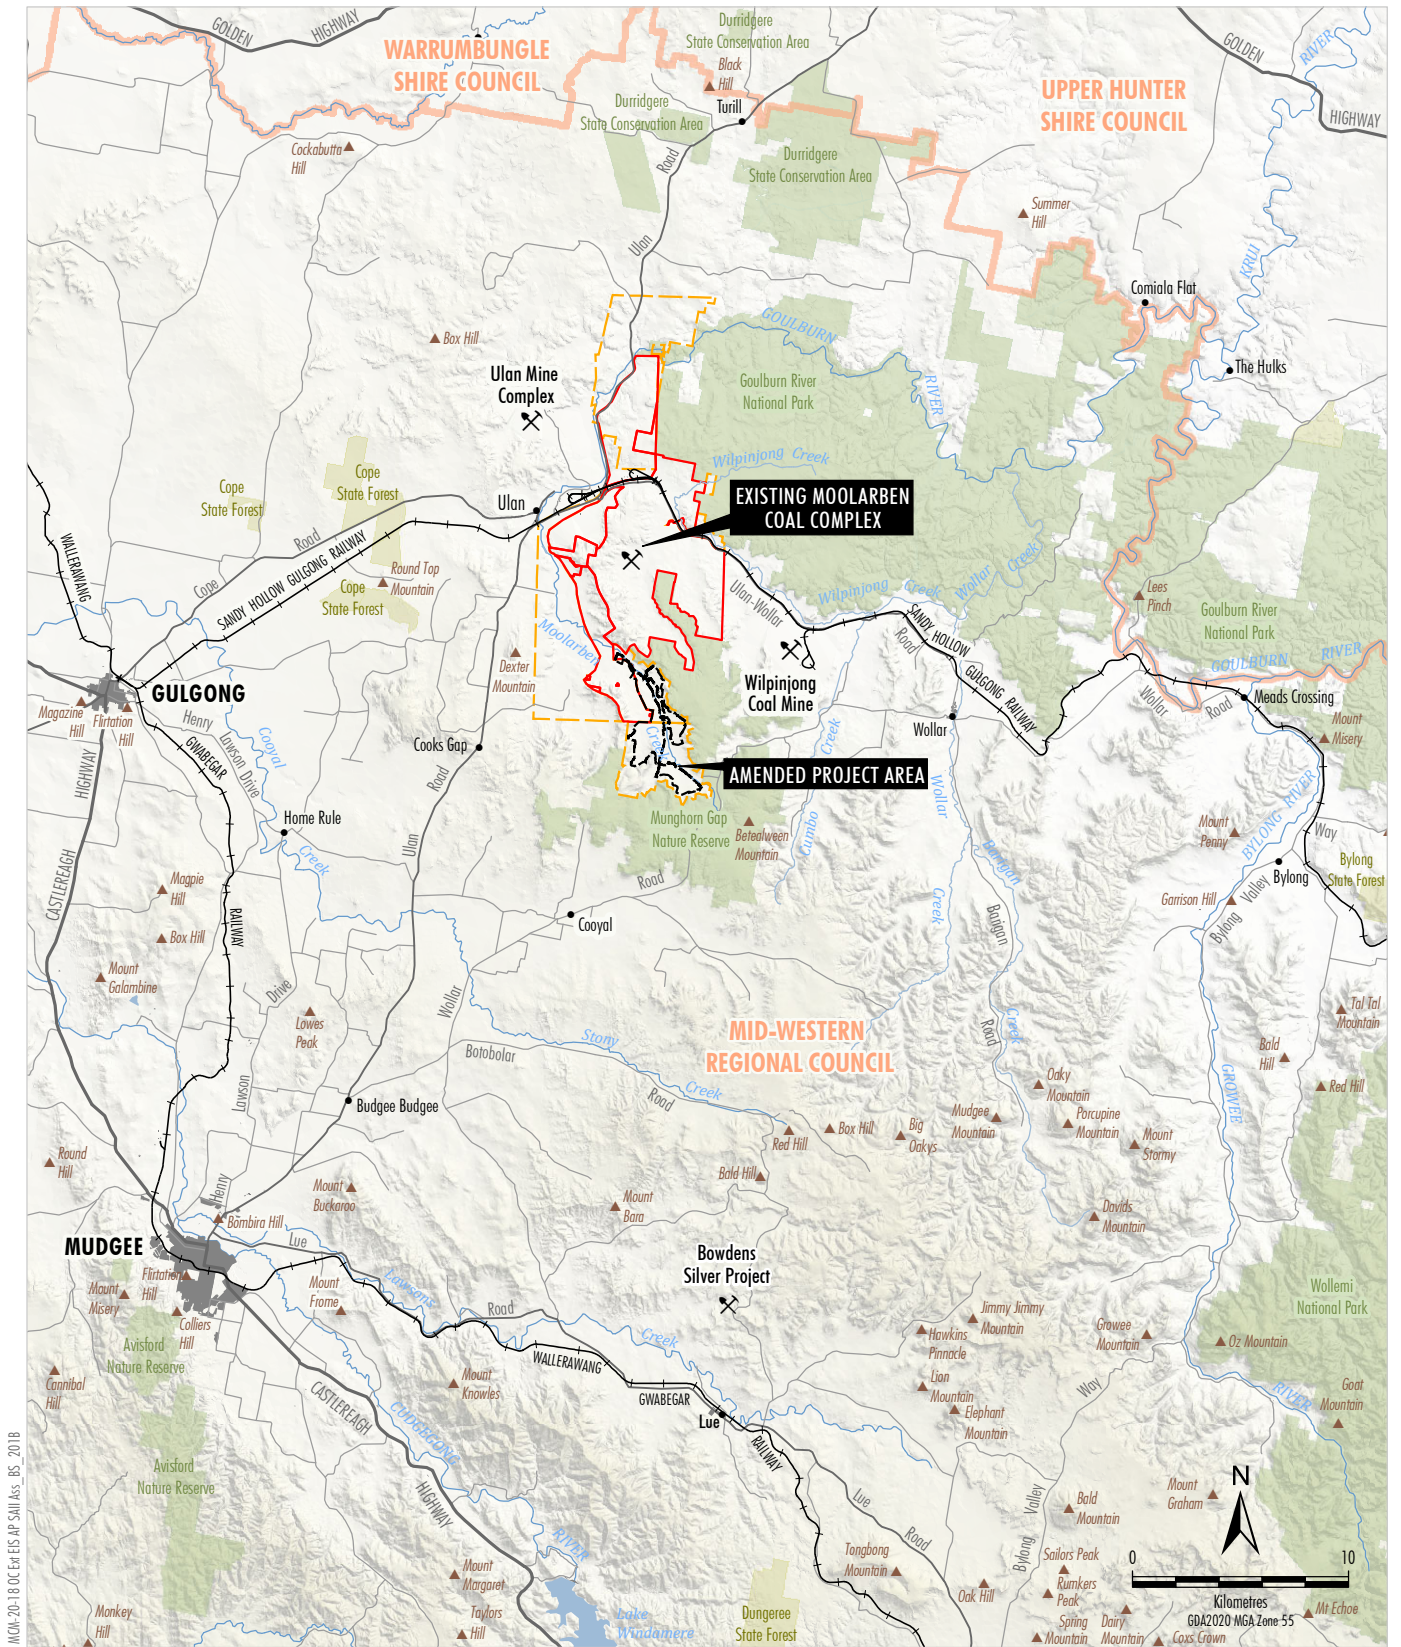 GOLDEN
HIGHWAY
WARRUMBUNGLE
SHIRE COUNCIL
Durridgere
State Conservation Area
Black
Hill
Turill
Durridgere
State Conservation Area
Durridgere
State Conservation Area
UPPER HUNTER
SHIRE COUNCIL
GOLDEN
HIGHWAY
RIVER
KRUI
Cockabutta
Hill
Road
Ulan
Summer
Hill
Comiala Flat
The Hulks
Box Hill
GOULBURN
RIVER
Goulburn River
National Park
Ulan Mine
Complex
Wilpinjong Creek
Cope
State Forest
Cope
State Forest
Cope
State Forest
Ulan
EXISTING MOOLARBEN
COAL COMPLEX
WALLERAWANG
Road
Cope
SANDY HOLLOW GULGONG RAILWAY
Round Top
Mountain
Moolarben
Creek
Dexter
Mountain
Ulan-Wollar
Road
Wilpinjong Creek
Wollar Creek
SANDY HOLLOW
GULGONG RAILWAY
Lees
Pinch
Goulburn River
National Park
GOULBURN RIVER
Wilpinjong
Coal Mine
Wollar
Wollar
Road
Meads Crossing
Mount
Misery
GULGONG
Magazine
Hill
Flirtation
Hill
Henry
Lawson Drive
Cooyal
Creek
GWABEGAR
RAILWAY
HIGHWAY
CASTLEREAGH
Cooks Gap
Road
Ulan
AMENDED PROJECT AREA
Home Rule
Munghorn Gap
Nature Reserve
Betealween
Mountain
Cumbo
Creek
Wollar
Creek
Barigan
Creek
Barigan
Road
Mount
Penny
BYLONG RIVER
Way
Bylong
State Forest
Bylong
Garrison Hill
Bylong Valley
Magpie
Hill
Box Hill
Mount
Galambine
Road
Cooyal
Wollar
Drive
Lowes
Peak
Lawson
Henry
Botobolar
Road
Stony
Creek
MID-WESTERN
REGIONAL COUNCIL
Tal Tal
Mountain
Bald
Hill
Red Hill
GROWEE
RIVER
Oaky
Mountain
Porcupine
Mountain
Mudgee
Mountain
Mount
Stormy
Budgee Budgee
Red Hill
Box Hill
Big
Oakys
Bald Hill
Round
Hill
Mount
Buckaroo
Mount
Bara
Davids
Mountain
Bombira Hill
MUDGEE
Lue
Road
Bowdens
Silver Project
Flirtation
Hill
Mount
Misery
Colliers
Hill
Mount
Frome
Lawsons
Creek
Avisford
Nature Reserve
Cannibal
Hill
Jimmy Jimmy
Mountain
Hawkins
Pinnacle
Lion
Mountain
Elephant
Mountain
Growee
Mountain
Oz Mountain
Wollemi
National Park
Goat
Mountain
WALLERAWANG
GWABEGAR
RAILWAY
Lue
Mount
Knowles
CASTLEREAGH
HIGHWAY
CUDGEGONG
RIVER
Avisford
Nature Reserve
Way
Valley
Bylong
Lue
Road
Mount
Graham
Bald
Mountain
Tongbong
Mountain
Oak Hill
Sailors Peak
Rumkers
Peak
Spring
Mountain
Dairy
Mountain
Coxs Crown
Mt Echoe
Mount
Margaret
Taylors
Hill
Monkey
Hill
Lake
Windamere
Dungeree
State Forest
N
0
10
Kilometres
GDA2020 MGA Zone 55
MCM-20-18 OC Ext EIS AP SAII Ass_BS_201B